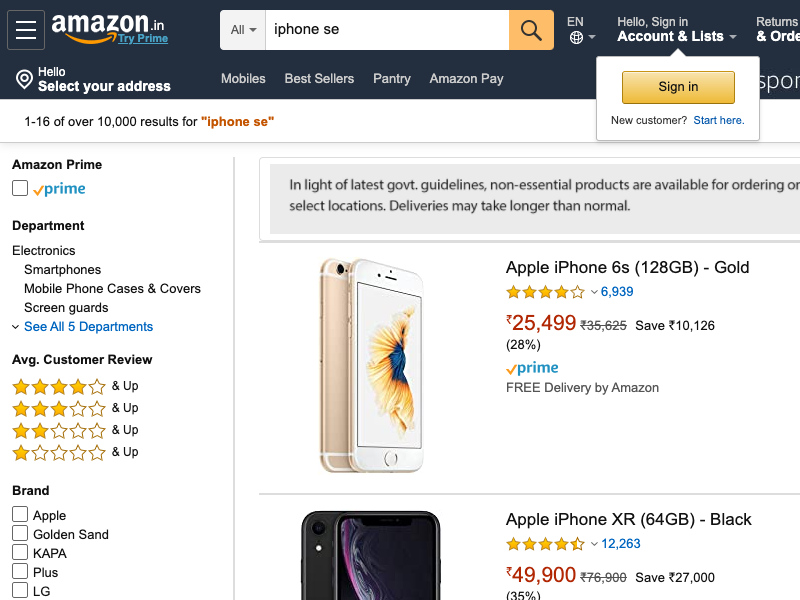 amazon.in
Try Prime
All
iphone se
EN
Hello, Sign in
Account & Lists
Returns
& Orde
Hello
Select your address
Mobiles
Best Sellers
Pantry
Amazon Pay
spor
Sign in
New customer? Start here.
1-16 of over 10,000 results for "iphone se"
Amazon Prime
prime
Department
Electronics
Smartphones
Mobile Phone Cases & Covers
Screen guards
See All 5 Departments
Avg. Customer Review
& Up
& Up
& Up
& Up
Brand
Apple
Golden Sand
KAPA
Plus
LG
In light of latest govt. guidelines, non-essential products are available for ordering on
select locations. Deliveries may take longer than normal.
Apple iPhone 6s (128GB) - Gold
6,939
₹25,499 ₹35,625 Save ₹10,126
(28%)
prime
FREE Delivery by Amazon
Apple iPhone XR (64GB) - Black
12,263
₹49,900 ₹76,900 Save ₹27,000
(35%)